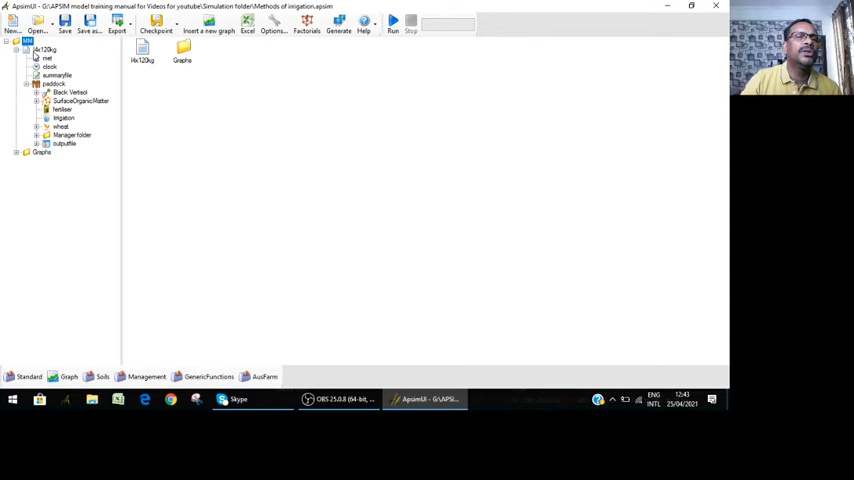 ApsimUI - G:\APSIM model training manual for Videos for youtube\Simulation folder\Methods of irrigation.apsim
New... Open... Save Save as... Export Checkpoint Insert a new graph Excel Options... Factorials Generate Help Run Stop
MM
I4x120kg
met
clock
summaryfile
paddock
Black Vertisol
SurfaceOrganicMatter
fertiliser
Irrigation
wheat
Manager folder
outputfile
Graphs
I4x120kg Graphs
Standard Graph Soils Management GenericFunctions AusFarm
Skype OBS 25.0.8 (64-bit, ... ApsimUI - G:\APSI...
ENG
INTL
12:43
25/04/2021